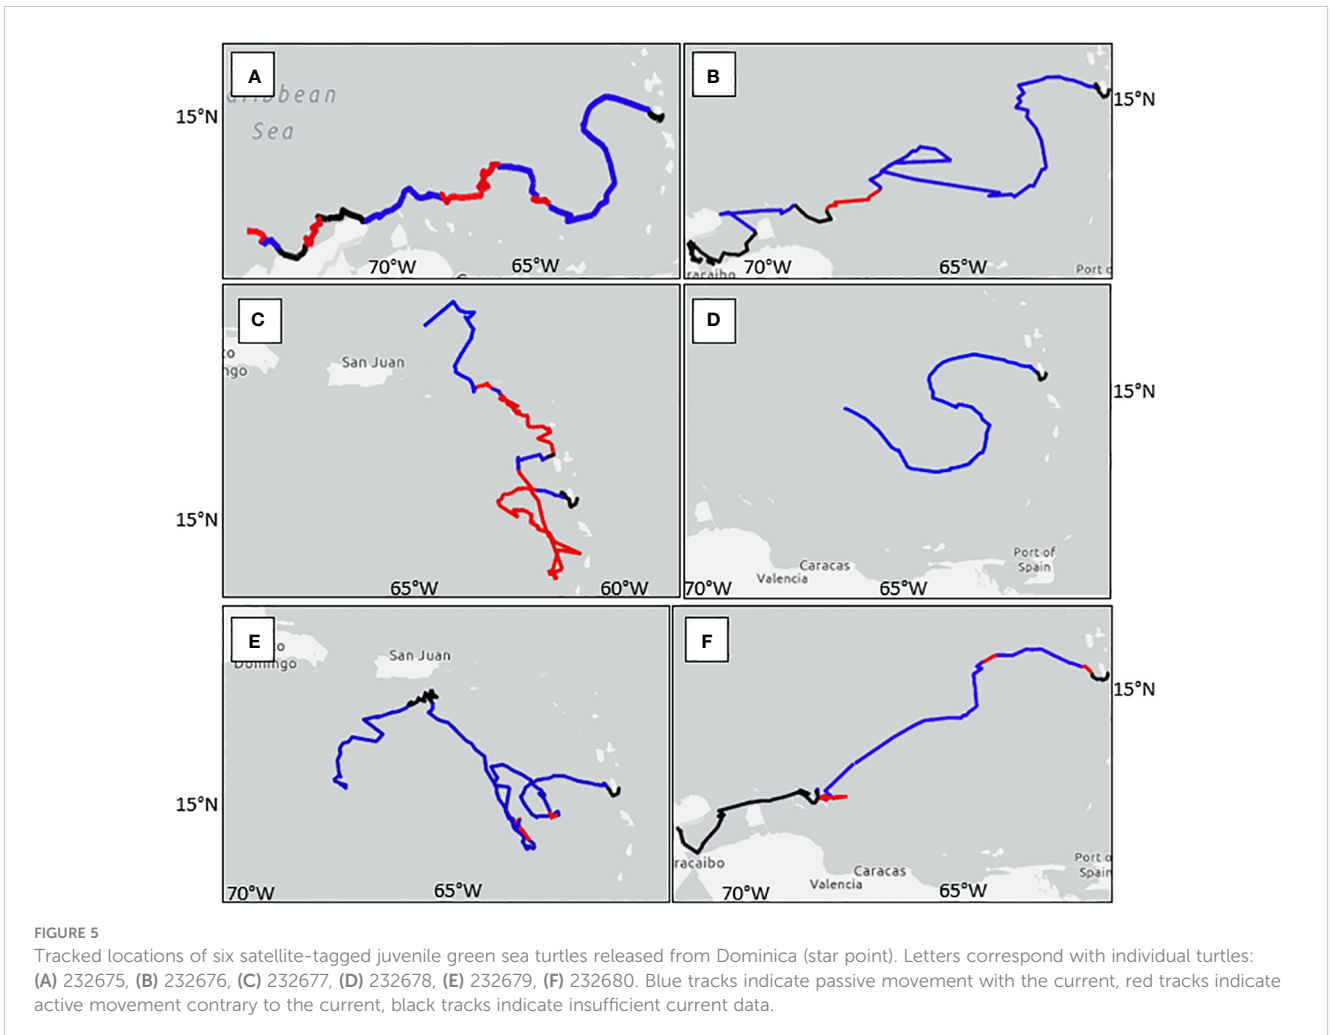 A
aribbean
Sea
15°N
70°W
65°W
B
15°N
racaibo
70°W
65°W
Port o
C
to
ngo
San Juan
15°N
65°W
60°W
D
15°N
Port of
Spain
Caracas
Valencia
70°W
65°W
E
o
Domingo
San Juan
15°N
70°W
65°W
F
15°N
racaibo
Port o
Spain
Caracas
Valencia
70°W
65°W
FIGURE 5
Tracked locations of six satellite-tagged juvenile green sea turtles released from Dominica (star point). Letters correspond with individual turtles:
(A) 232675, (B) 232676, (C) 232677, (D) 232678, (E) 232679, (F) 232680. Blue tracks indicate passive movement with the current, red tracks indicate
active movement contrary to the current, black tracks indicate insufficient current data.